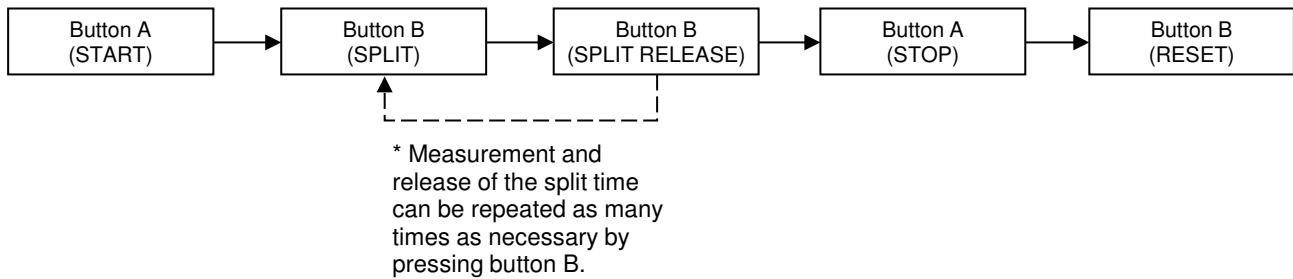 Button A
(START)
Button B
(SPLIT)
Button B
(SPLIT RELEASE)
Button A
(STOP)
Button B
(RESET)
* Measurement and
release of the split time
can be repeated as many
times as necessary by
pressing button B.